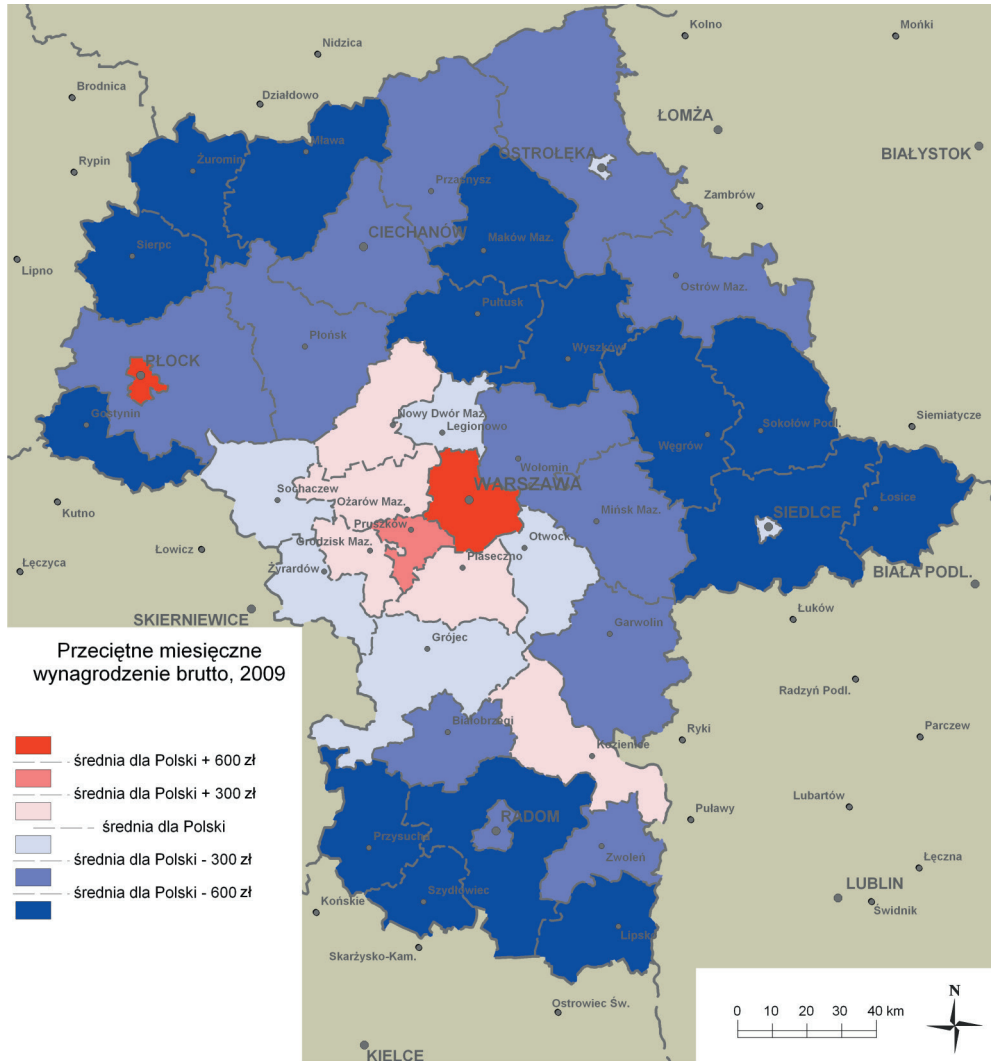 Kolno
Mońki
Nidzica
Brodnica
Działdowo
ŁOMŻA
Mława
BIAŁYSTOK
OSTROŁĘKA
Rypin
Żuromin
Przasnysz
Zambrów
CIECHANÓW
Sierpc
Maków Maz.
Lipno
Ostrów Maz.
Pułtusk
Płońsk
Wyszków
PŁOCK
Gostynin
Nowy Dwór Maz.
Legionowo
Siemiatycze
Węgrów
Sokołów Podl.
Wołomin
WARSZAWA
Sochaczew
Kutno
Ożarów Maz.
Łosice
Mińsk Maz.
SIEDLCE
Pruszków
Grodzisk Maz.
Otwock
Łowicz
Piaseczno
Łęczyca
Żyrardów
BIAŁA PODL.
SKIERNIEWICE
Łuków
Garwolin
Grójec
Przeciętne miesięczne
wynagrodzenie brutto, 2009
Radzyń Podl.
Białobrzegi
Ryki
Parczew
Kozienice
średnia dla Polski + 600 zł
średnia dla Polski + 300 zł
średnia dla Polski
średnia dla Polski - 300 zł
średnia dla Polski - 600 zł
Puławy
Lubartów
RADOM
Przysucha
Zwoleń
Łęczna
Szydłowiec
LUBLIN
Świdnik
Końskie
Lipsko
Skarżysko-Kam.
Ostrowiec Św.
KIELCE
N
0 10 20 30 40 km